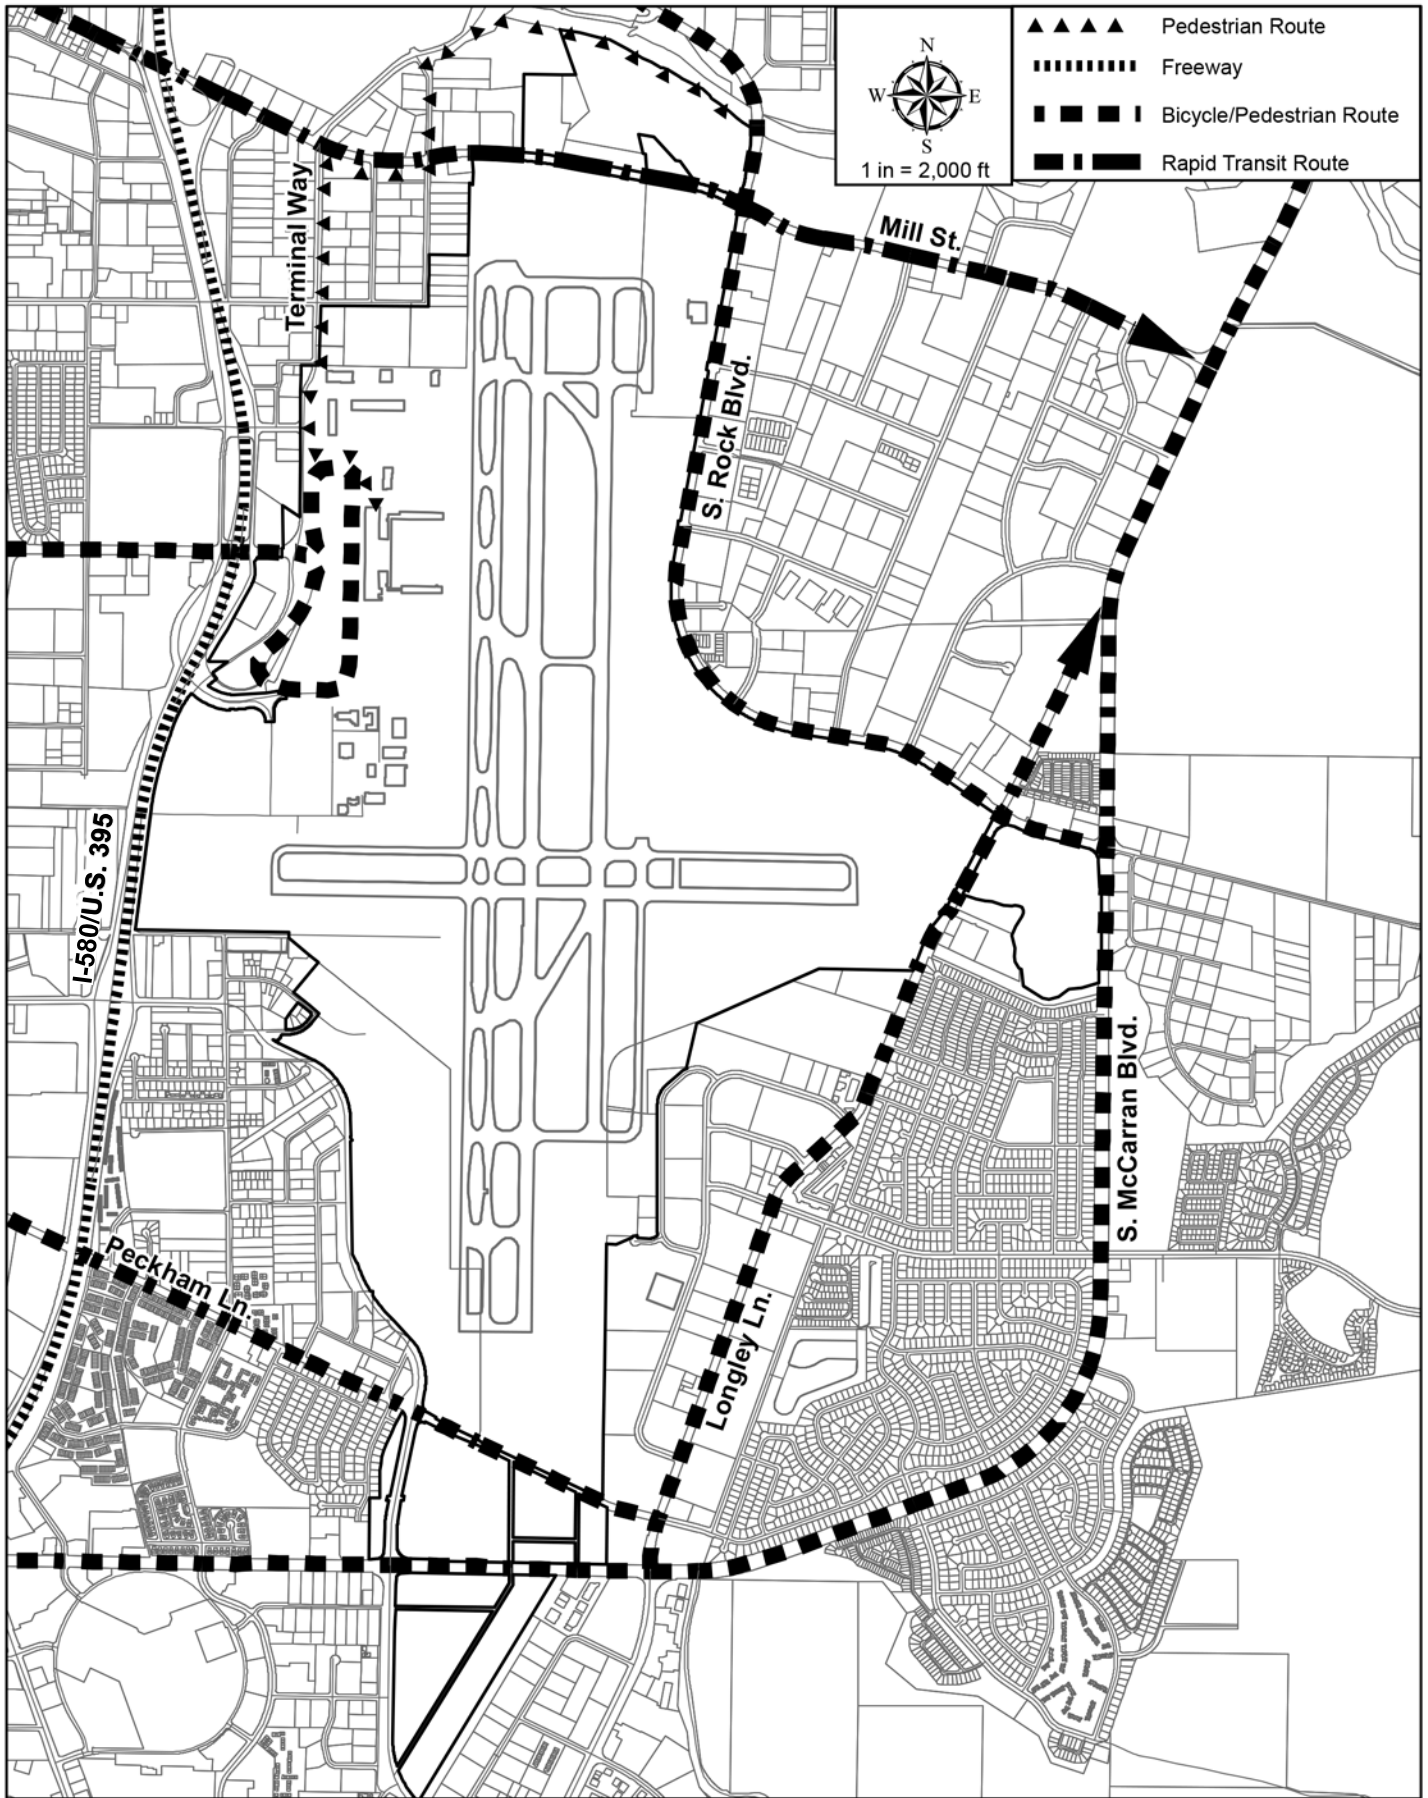 N
W E
S
1 in = 2,000 ft
Pedestrian Route
Freeway
Bicycle/Pedestrian Route
Rapid Transit Route
Terminal Way
Mill St.
S. Rock Blvd.
I-580/U.S. 395
S. McCarran Blvd.
Peckham Ln.
Longley Ln.